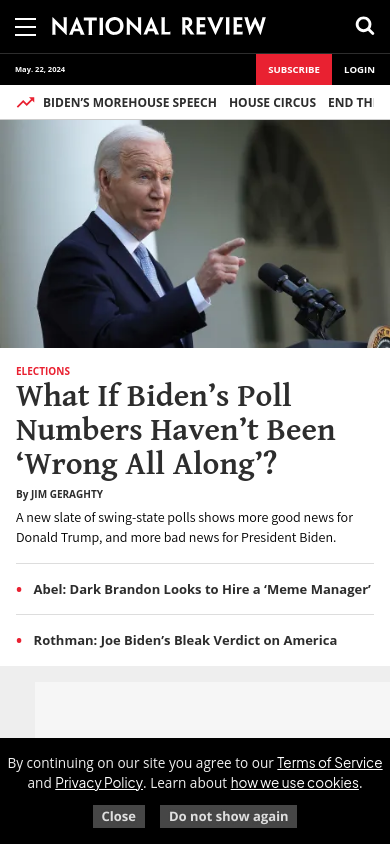 NATIONAL REVIEW
May. 22, 2024
SUBSCRIBE
LOGIN
BIDEN’S MOREHOUSE SPEECH HOUSE CIRCUS END TH
ELECTIONS
What If Biden’s Poll
Numbers Haven’t Been
‘Wrong All Along’?
By JIM GERAGHTY
A new slate of swing-state polls shows more good news for
Donald Trump, and more bad news for President Biden.
Abel: Dark Brandon Looks to Hire a ‘Meme Manager’
Rothman: Joe Biden’s Bleak Verdict on America
By continuing on our site you agree to our Terms of Service
and Privacy Policy. Learn about how we use cookies.
Close
Do not show again